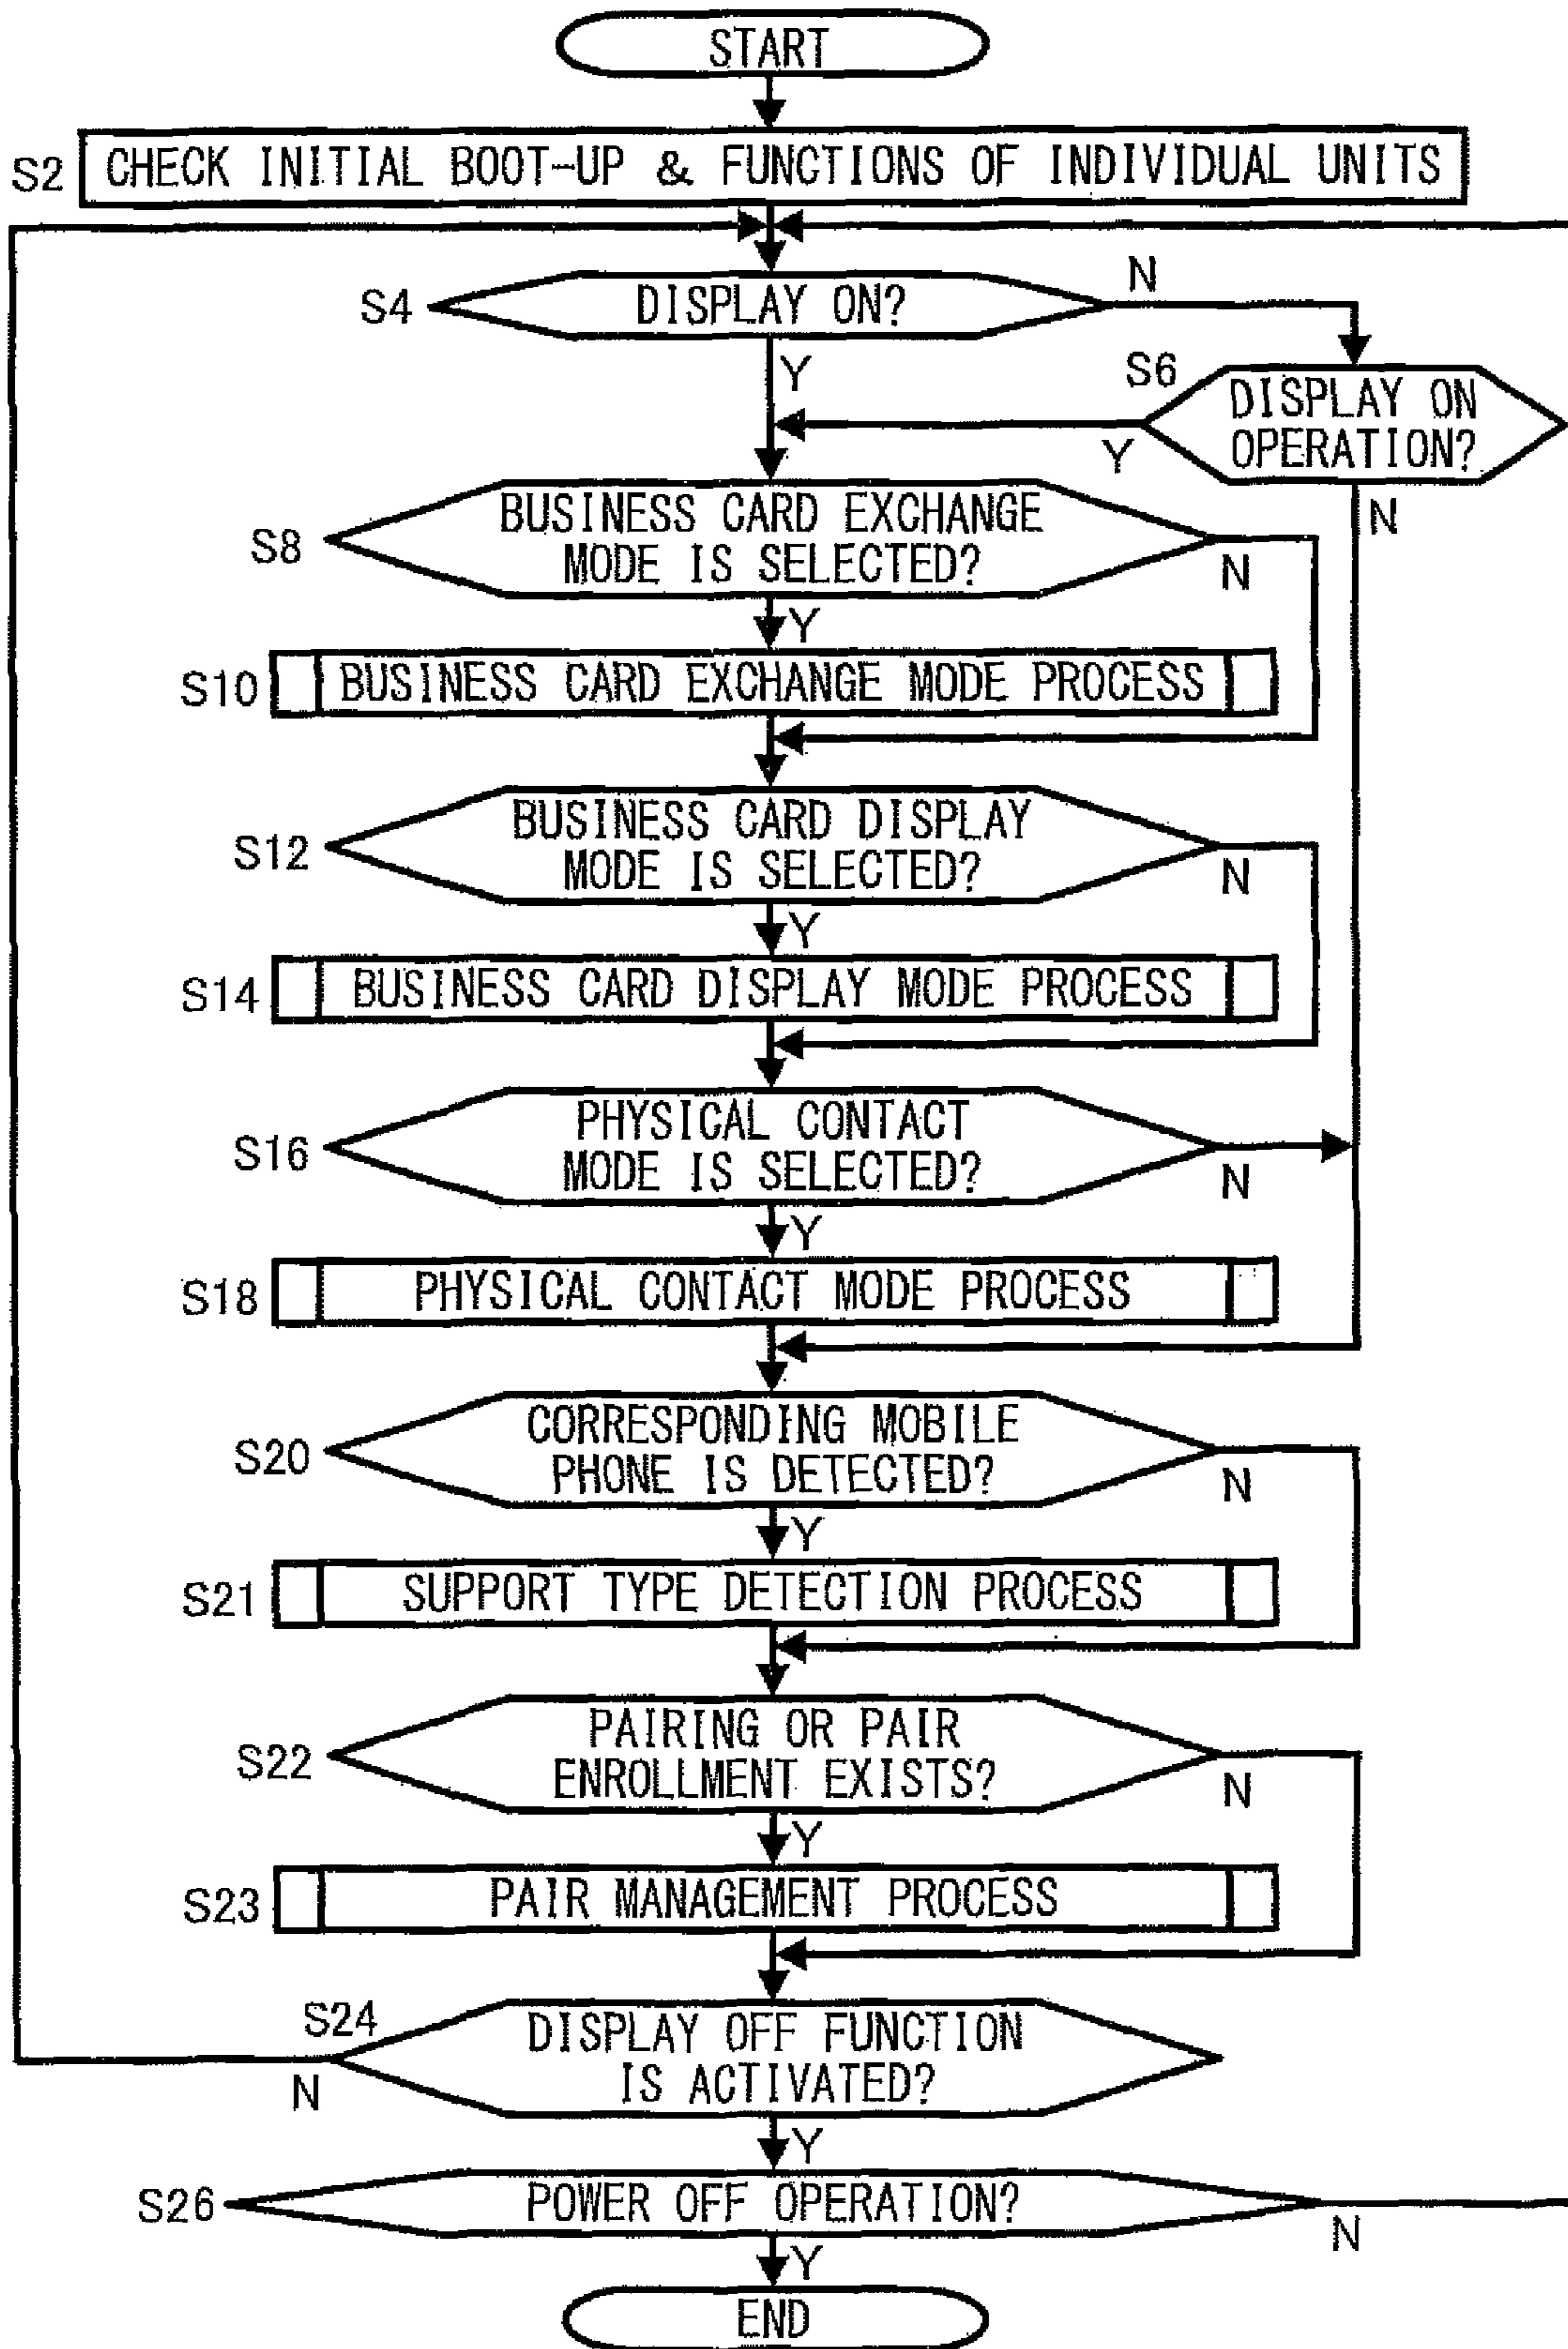 START
S2 CHECK INITIAL BOOT-UP & FUNCTIONS OF INDIVIDUAL UNITS
S4 DISPLAY ON? N
Y
S6 DISPLAY ON
OPERATION?
Y
N
S8 BUSINESS CARD EXCHANGE
MODE IS SELECTED? N
Y
S10 BUSINESS CARD EXCHANGE MODE PROCESS
S12 BUSINESS CARD DISPLAY
MODE IS SELECTED? N
Y
S14 BUSINESS CARD DISPLAY MODE PROCESS
S16 PHYSICAL CONTACT
MODE IS SELECTED? N
Y
S18 PHYSICAL CONTACT MODE PROCESS
S20 CORRESPONDING MOBILE
PHONE IS DETECTED? N
Y
S21 SUPPORT TYPE DETECTION PROCESS
S22 PAIRING OR PAIR
ENROLLMENT EXISTS? N
Y
S23 PAIR MANAGEMENT PROCESS
S24 DISPLAY OFF FUNCTION
N IS ACTIVATED?
Y
S26 POWER OFF OPERATION? N
Y
END